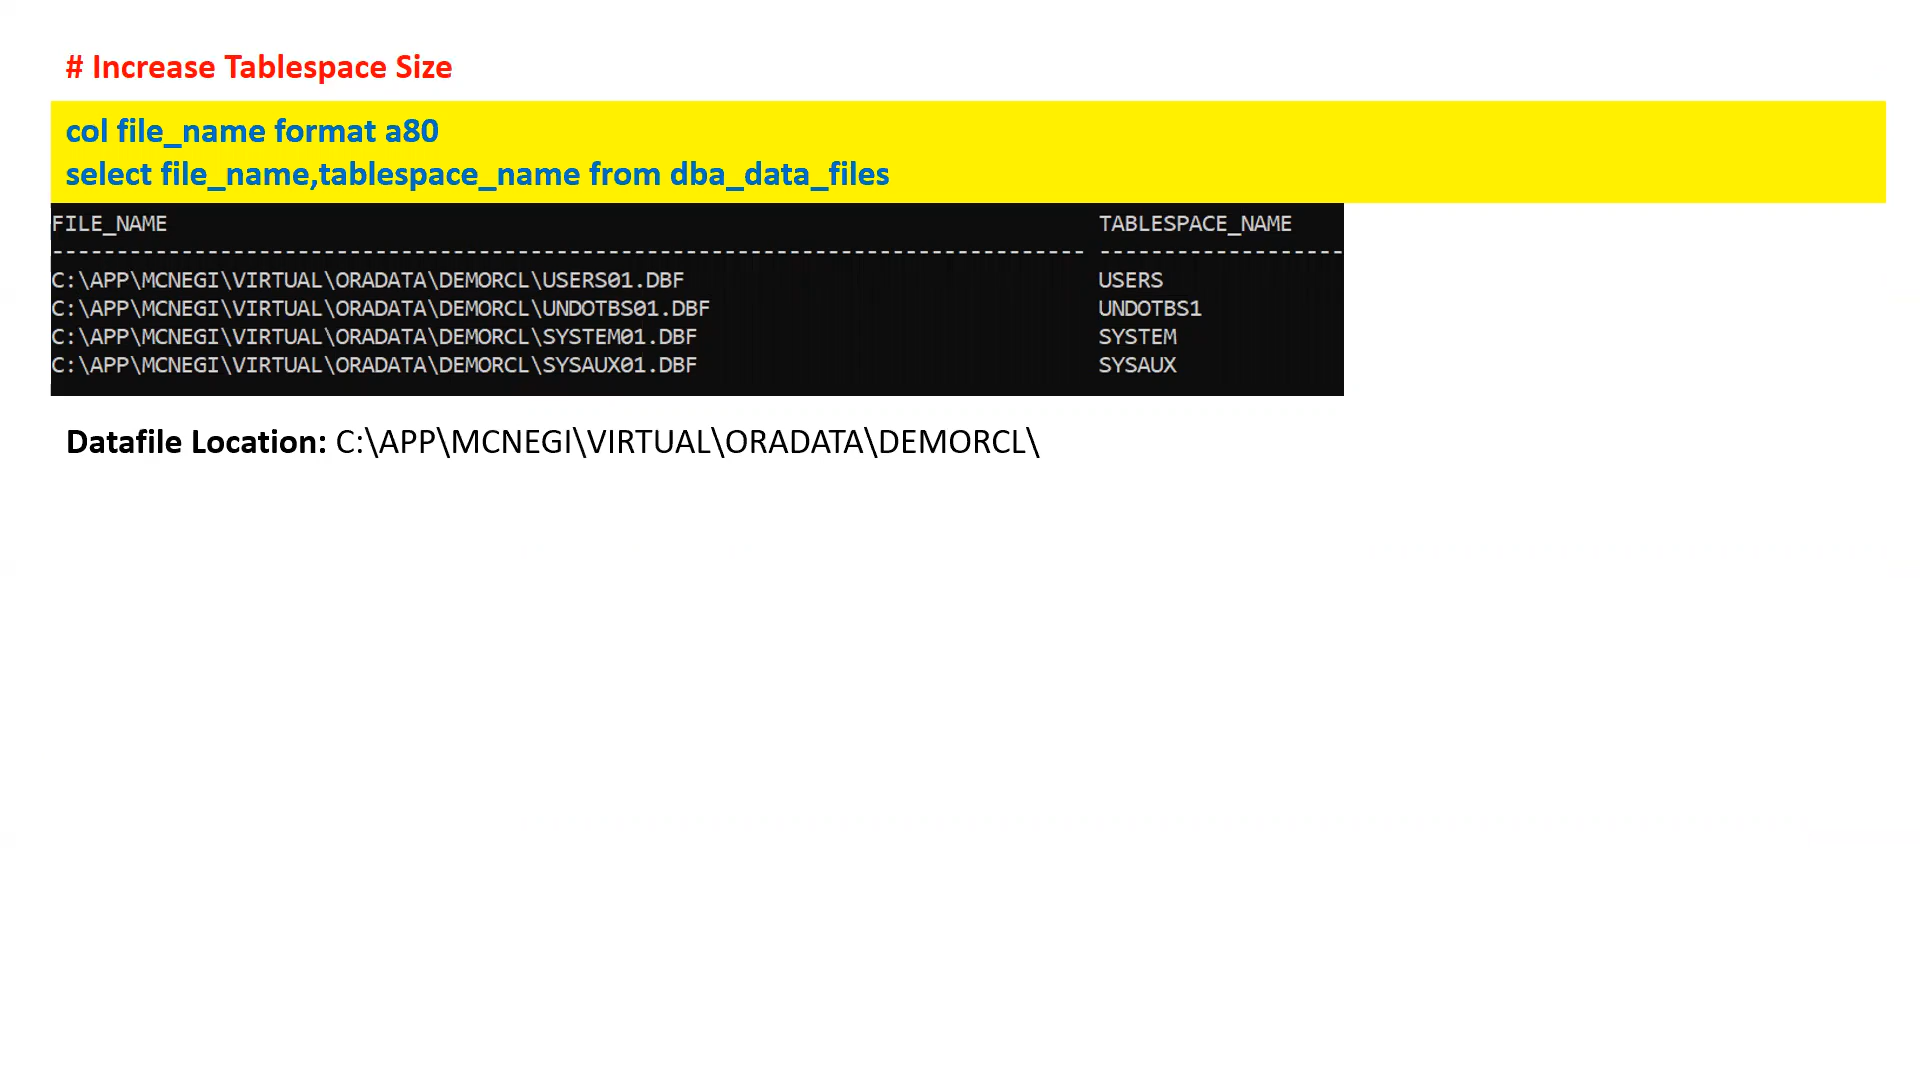 # Increase Tablespace Size
col file_name format a80
select file_name,tablespace_name from dba_data_files
FILE_NAME TABLESPACE_NAME
-------------------------------------------------------------------------------- -------------------
C:\APP\MCNEGI\VIRTUAL\ORADATA\DEMORCL\USERS01.DBF USERS
C:\APP\MCNEGI\VIRTUAL\ORADATA\DEMORCL\UNDOTBS01.DBF UNDOTBS1
C:\APP\MCNEGI\VIRTUAL\ORADATA\DEMORCL\SYSTEM01.DBF SYSTEM
C:\APP\MCNEGI\VIRTUAL\ORADATA\DEMORCL\SYSAUX01.DBF SYSAUX
Datafile Location: C:\APP\MCNEGI\VIRTUAL\ORADATA\DEMORCL\